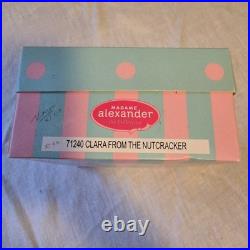 MADAME
alexander
71240 CLARA FROM THE NUTCRACKER